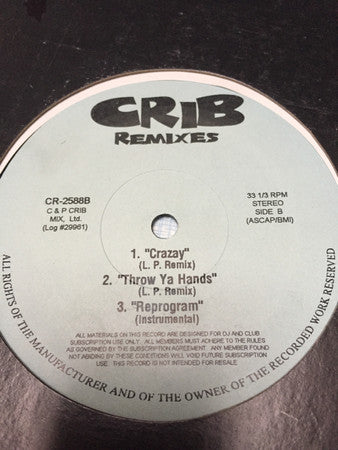 CRIB
REMIXES
CR-2588B
C & P CRIB
MIX, Ltd.
(Log #29961)
33 1/3 RPM
STEREO
SIDE B
(ASCAP/BMI)
1. "Crazay"
(L. P. Remix)
2. "Throw Ya Hands"
(L. P. Remix)
3. "Reprogram"
(Instrumental)
ALL MATERIALS ON THIS RECORD ARE DESIGNED FOR DJ AND CLUB
SUBSCRIPTION USE ONLY. ALL MEMBERS MUST ADHERE TO THE RULES
AS GOVERNED BY THE SUBSCRIPTION AGREEMENT. ANY MEMBER FOUND
NOT ABIDING BY THESE CONDITIONS WILL VOID FUTURE SUBSCRIPTION
USE. THIS RECORD IS NOT INTENDED FOR RESALE.
ALL RIGHTS OF THE MANUFACTURER AND OF THE OWNER OF THE RECORDED WORK RESERVED